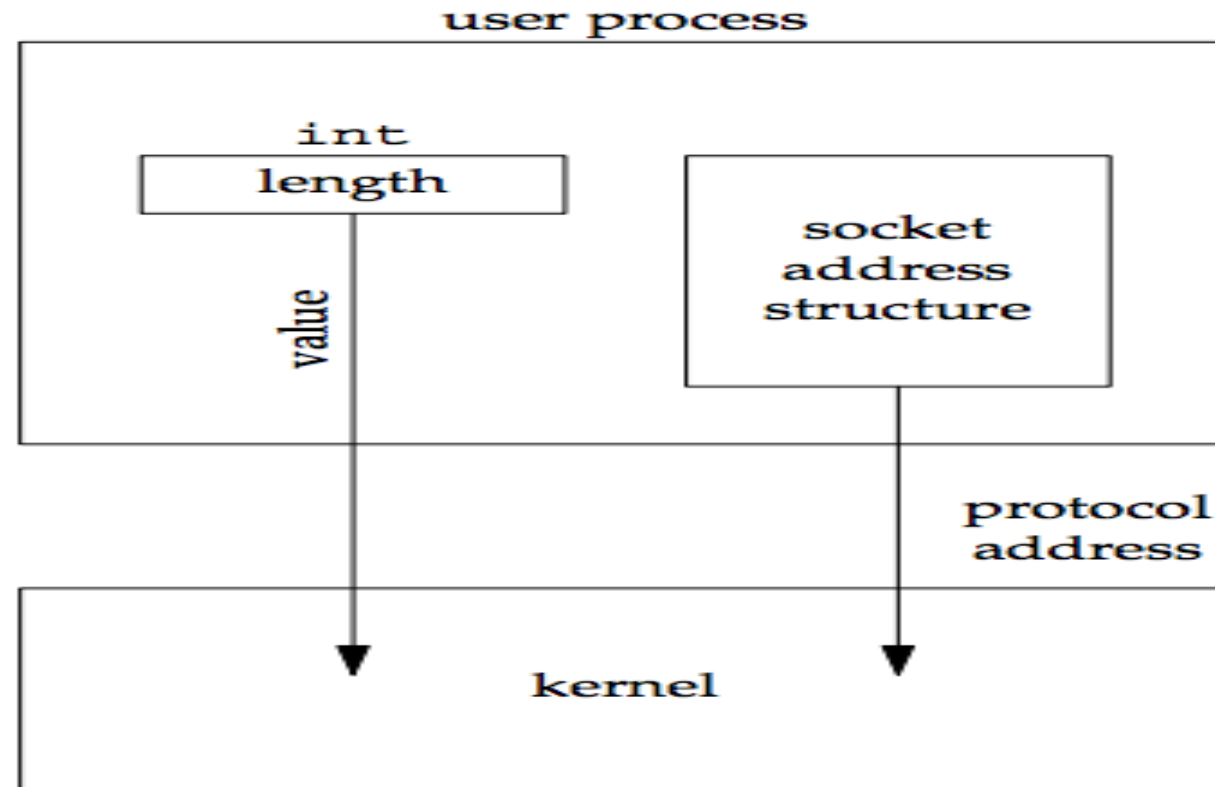 user process
int
length
value
socket
address
structure
protocol
address
kernel